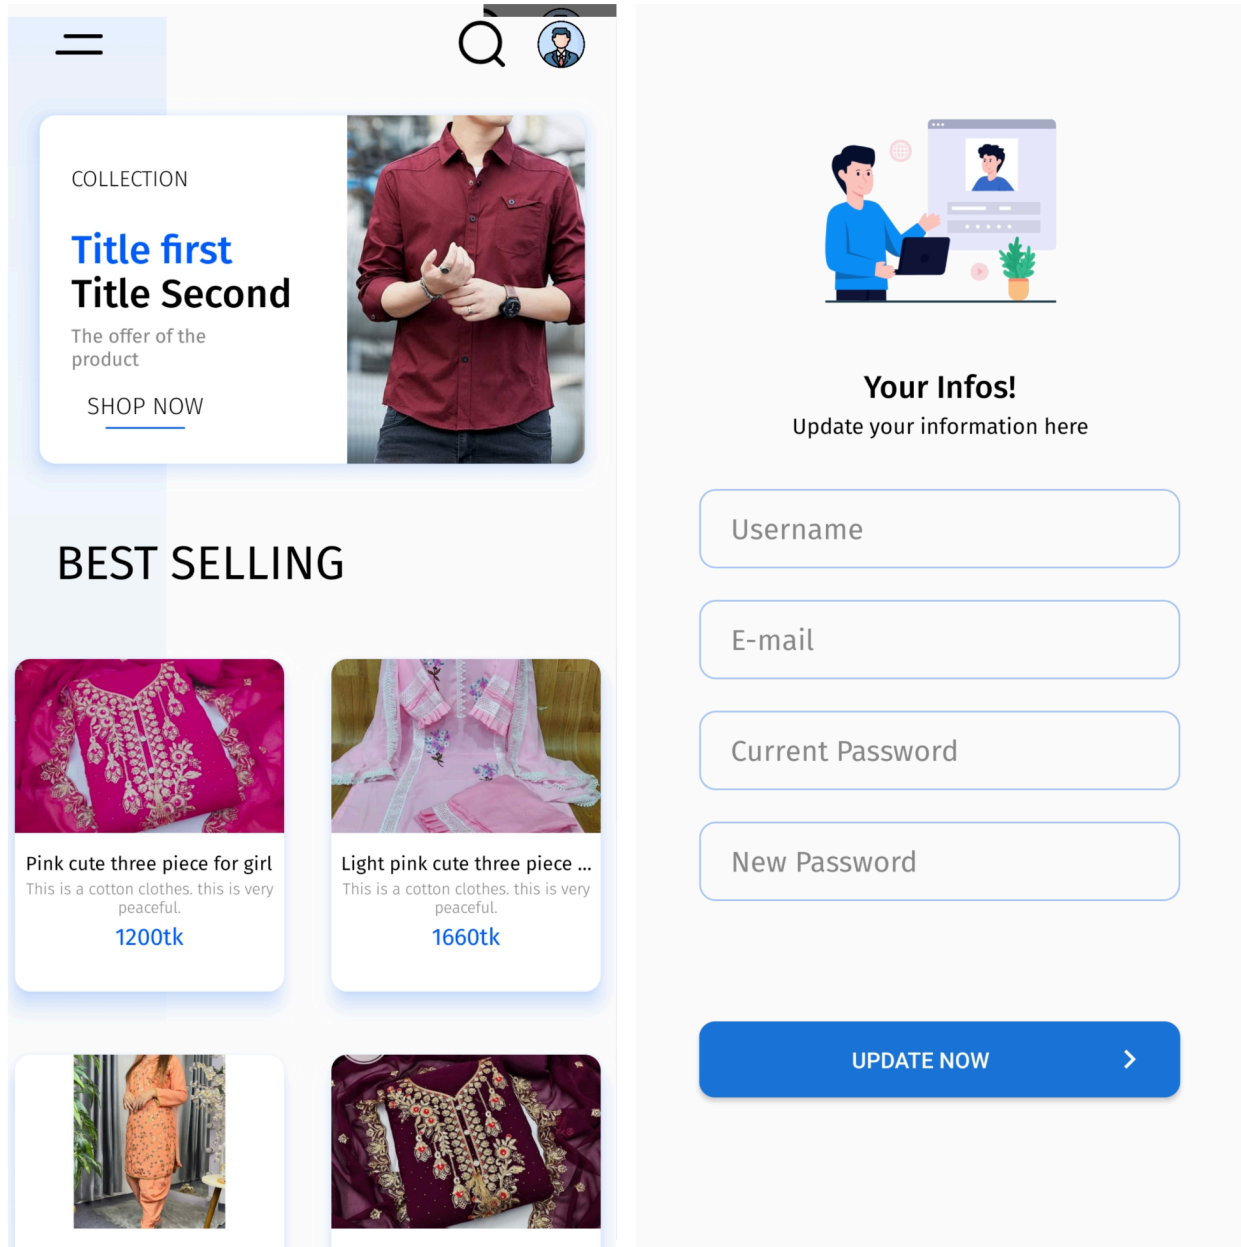 COLLECTION
Title first
Title Second
The offer of the
product
SHOP NOW
BEST SELLING
Pink cute three piece for girl
This is a cotton clothes. this is very
peaceful.
1200tk
Light pink cute three piece ...
This is a cotton clothes. this is very
peaceful.
1660tk
Your Infos!
Update your information here
Username
E-mail
Current Password
New Password
UPDATE NOW